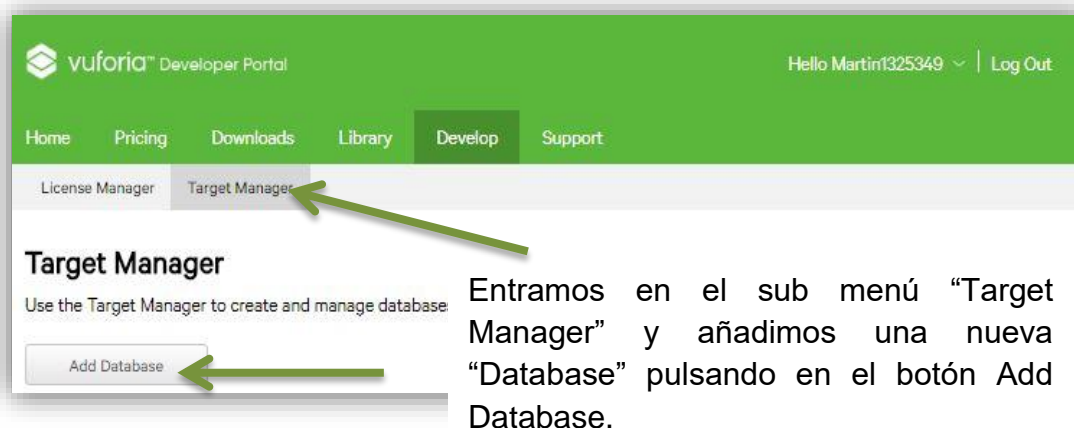 vuforia™ Developer Portal
Hello Martin1325349 | Log Out
Home Pricing Downloads Library Develop Support
License Manager Target Manager
Target Manager
Use the Target Manager to create and manage database
Add Database
Entramos en el sub menú “Target
Manager” y añadimos una nueva
“Database” pulsando en el botón Add
Database.